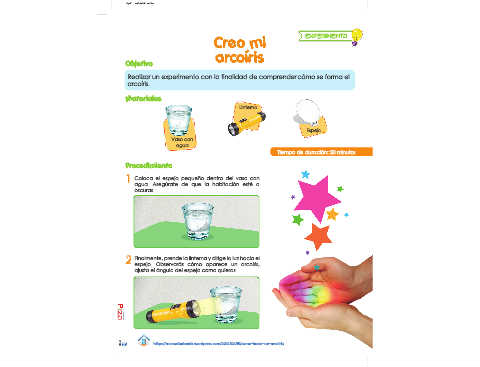 1 experimento
Creo mi
arcoíris
Objetivo
Realizar un experimento con la finalidad de comprender cómo se forma el
arcoíris.
Materiales
Vaso con
agua
Linterna
Espejo
Tiempo de duración: 20 minutos
Procedimiento
1 Coloca el espejo pequeño dentro del vaso con
agua. Asegúrate de que la habitación esté a
oscuras
2 Finalmente, prende la linterna y dirige la luz hacia el
espejo. Observarás cómo aparece un arcoíris,
ajusta el ángulo del espejo como quieras